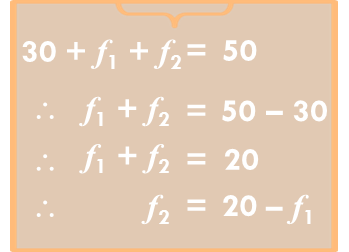 30 + f₁ + f₂ = 50
∴ f₁ + f₂ = 50 – 30
∴ f₁ + f₂ = 20
∴ f₂ = 20 – f₁